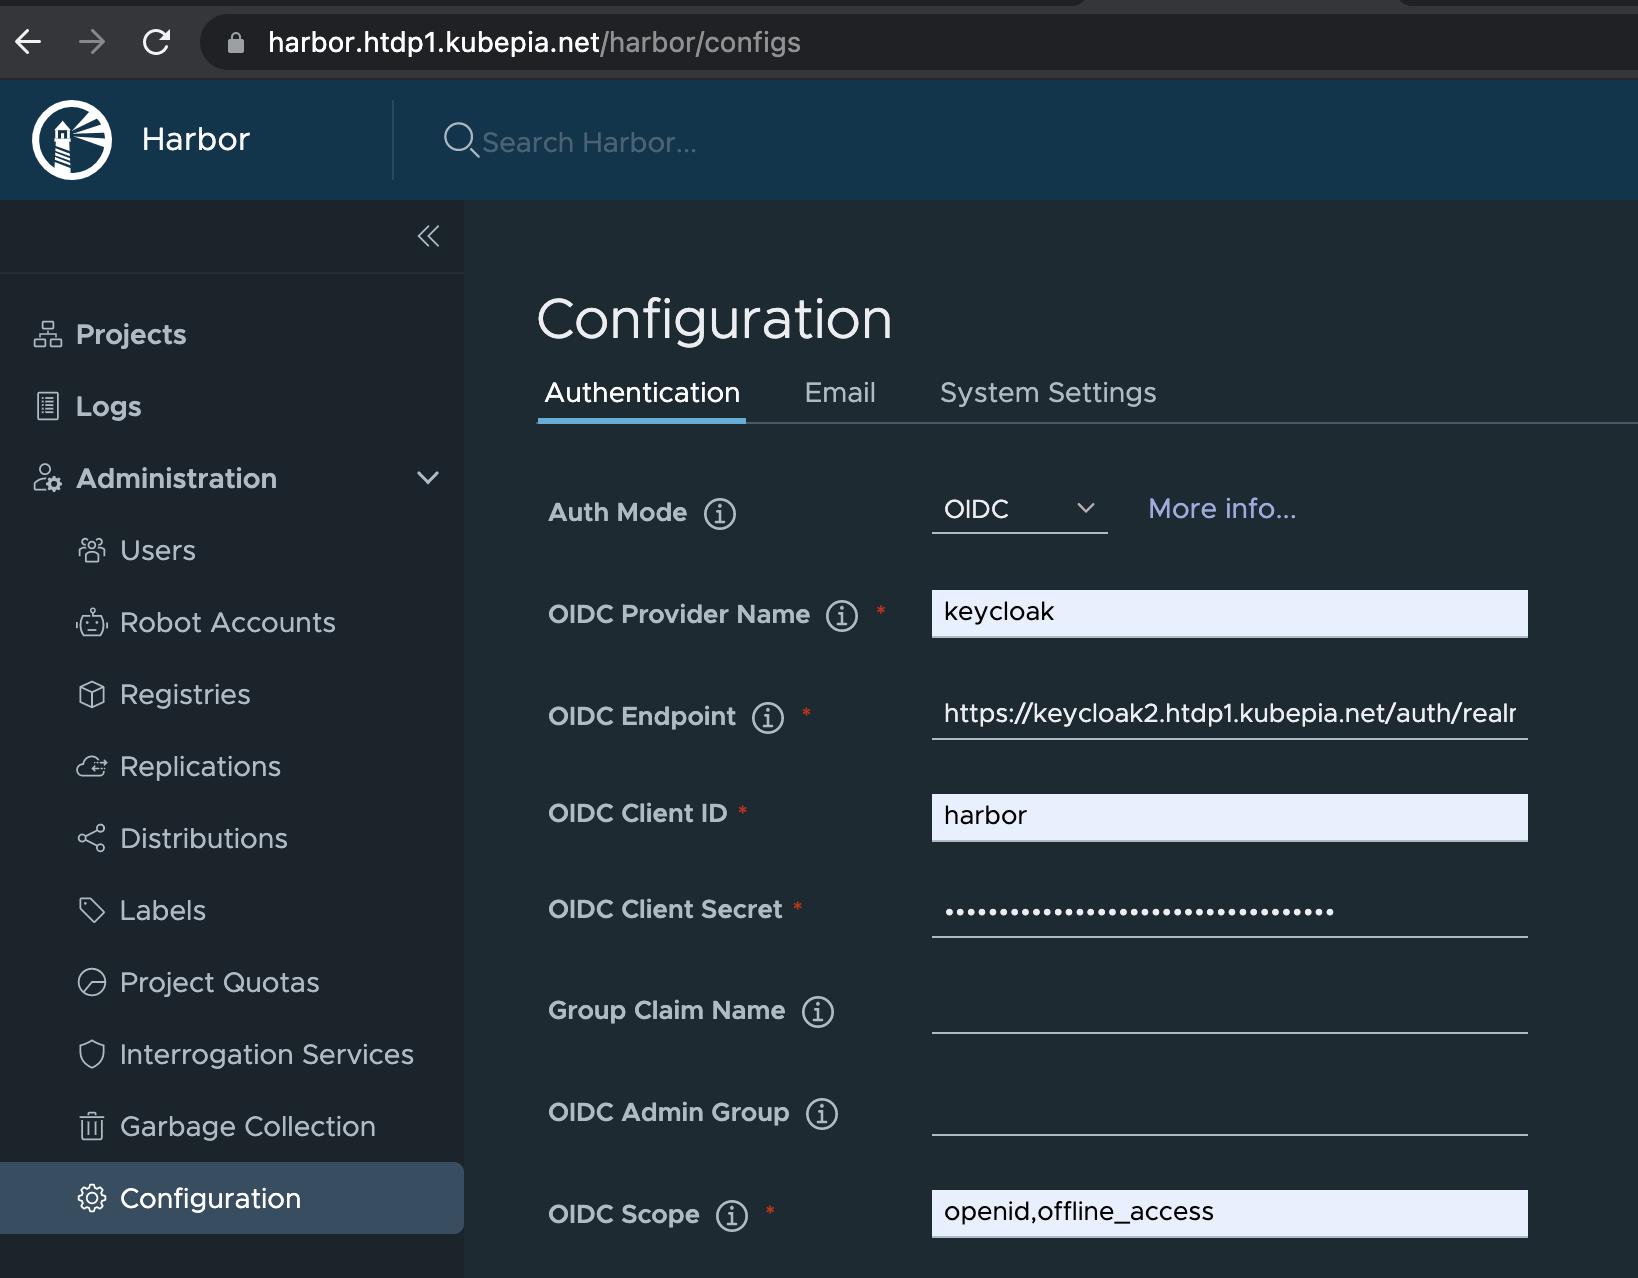 harbor.htdp1.kubepia.net/harbor/configs
Harbor
Search Harbor...
Projects
Logs
Administration
Users
Robot Accounts
Registries
Replications
Distributions
Labels
Project Quotas
Interrogation Services
Garbage Collection
Configuration
Configuration
Authentication Email System Settings
Auth Mode OIDC More info...
OIDC Provider Name * keycloak
OIDC Endpoint * https://keycloak2.htdp1.kubepia.net/auth/realr
OIDC Client ID * harbor
OIDC Client Secret * ••••••••••••••••••••••••••••••••••••
Group Claim Name
OIDC Admin Group
OIDC Scope * openid,offline_access